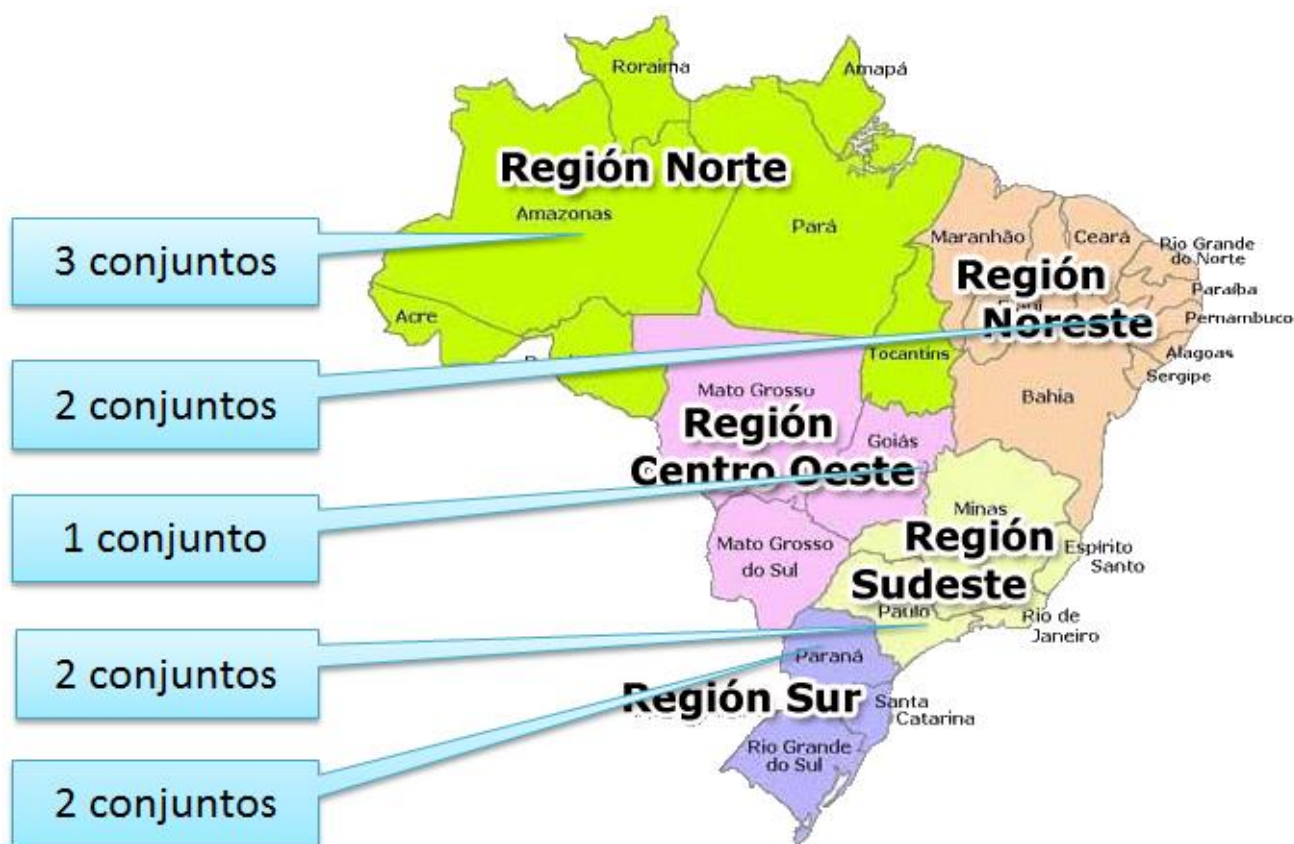 Roraima
Amapá
Región Norte
Amazonas
Pará
Acre
Tocantins
Maranhão
Ceará
Rio Grande
do Norte
Región
Noreste
Paraíba
Pernambuco
Alagoas
Sergipe
Bahia
Mato Grosso
Región
Centro Oeste
Goiás
Mato Grosso
do Sul
Minas
Región
Sudeste
Espírito
Santo
Paulo
Rio de
Janeiro
Paraná
Región Sur
Santa
Catarina
Rio Grande
do Sul
3 conjuntos
2 conjuntos
1 conjunto
2 conjuntos
2 conjuntos